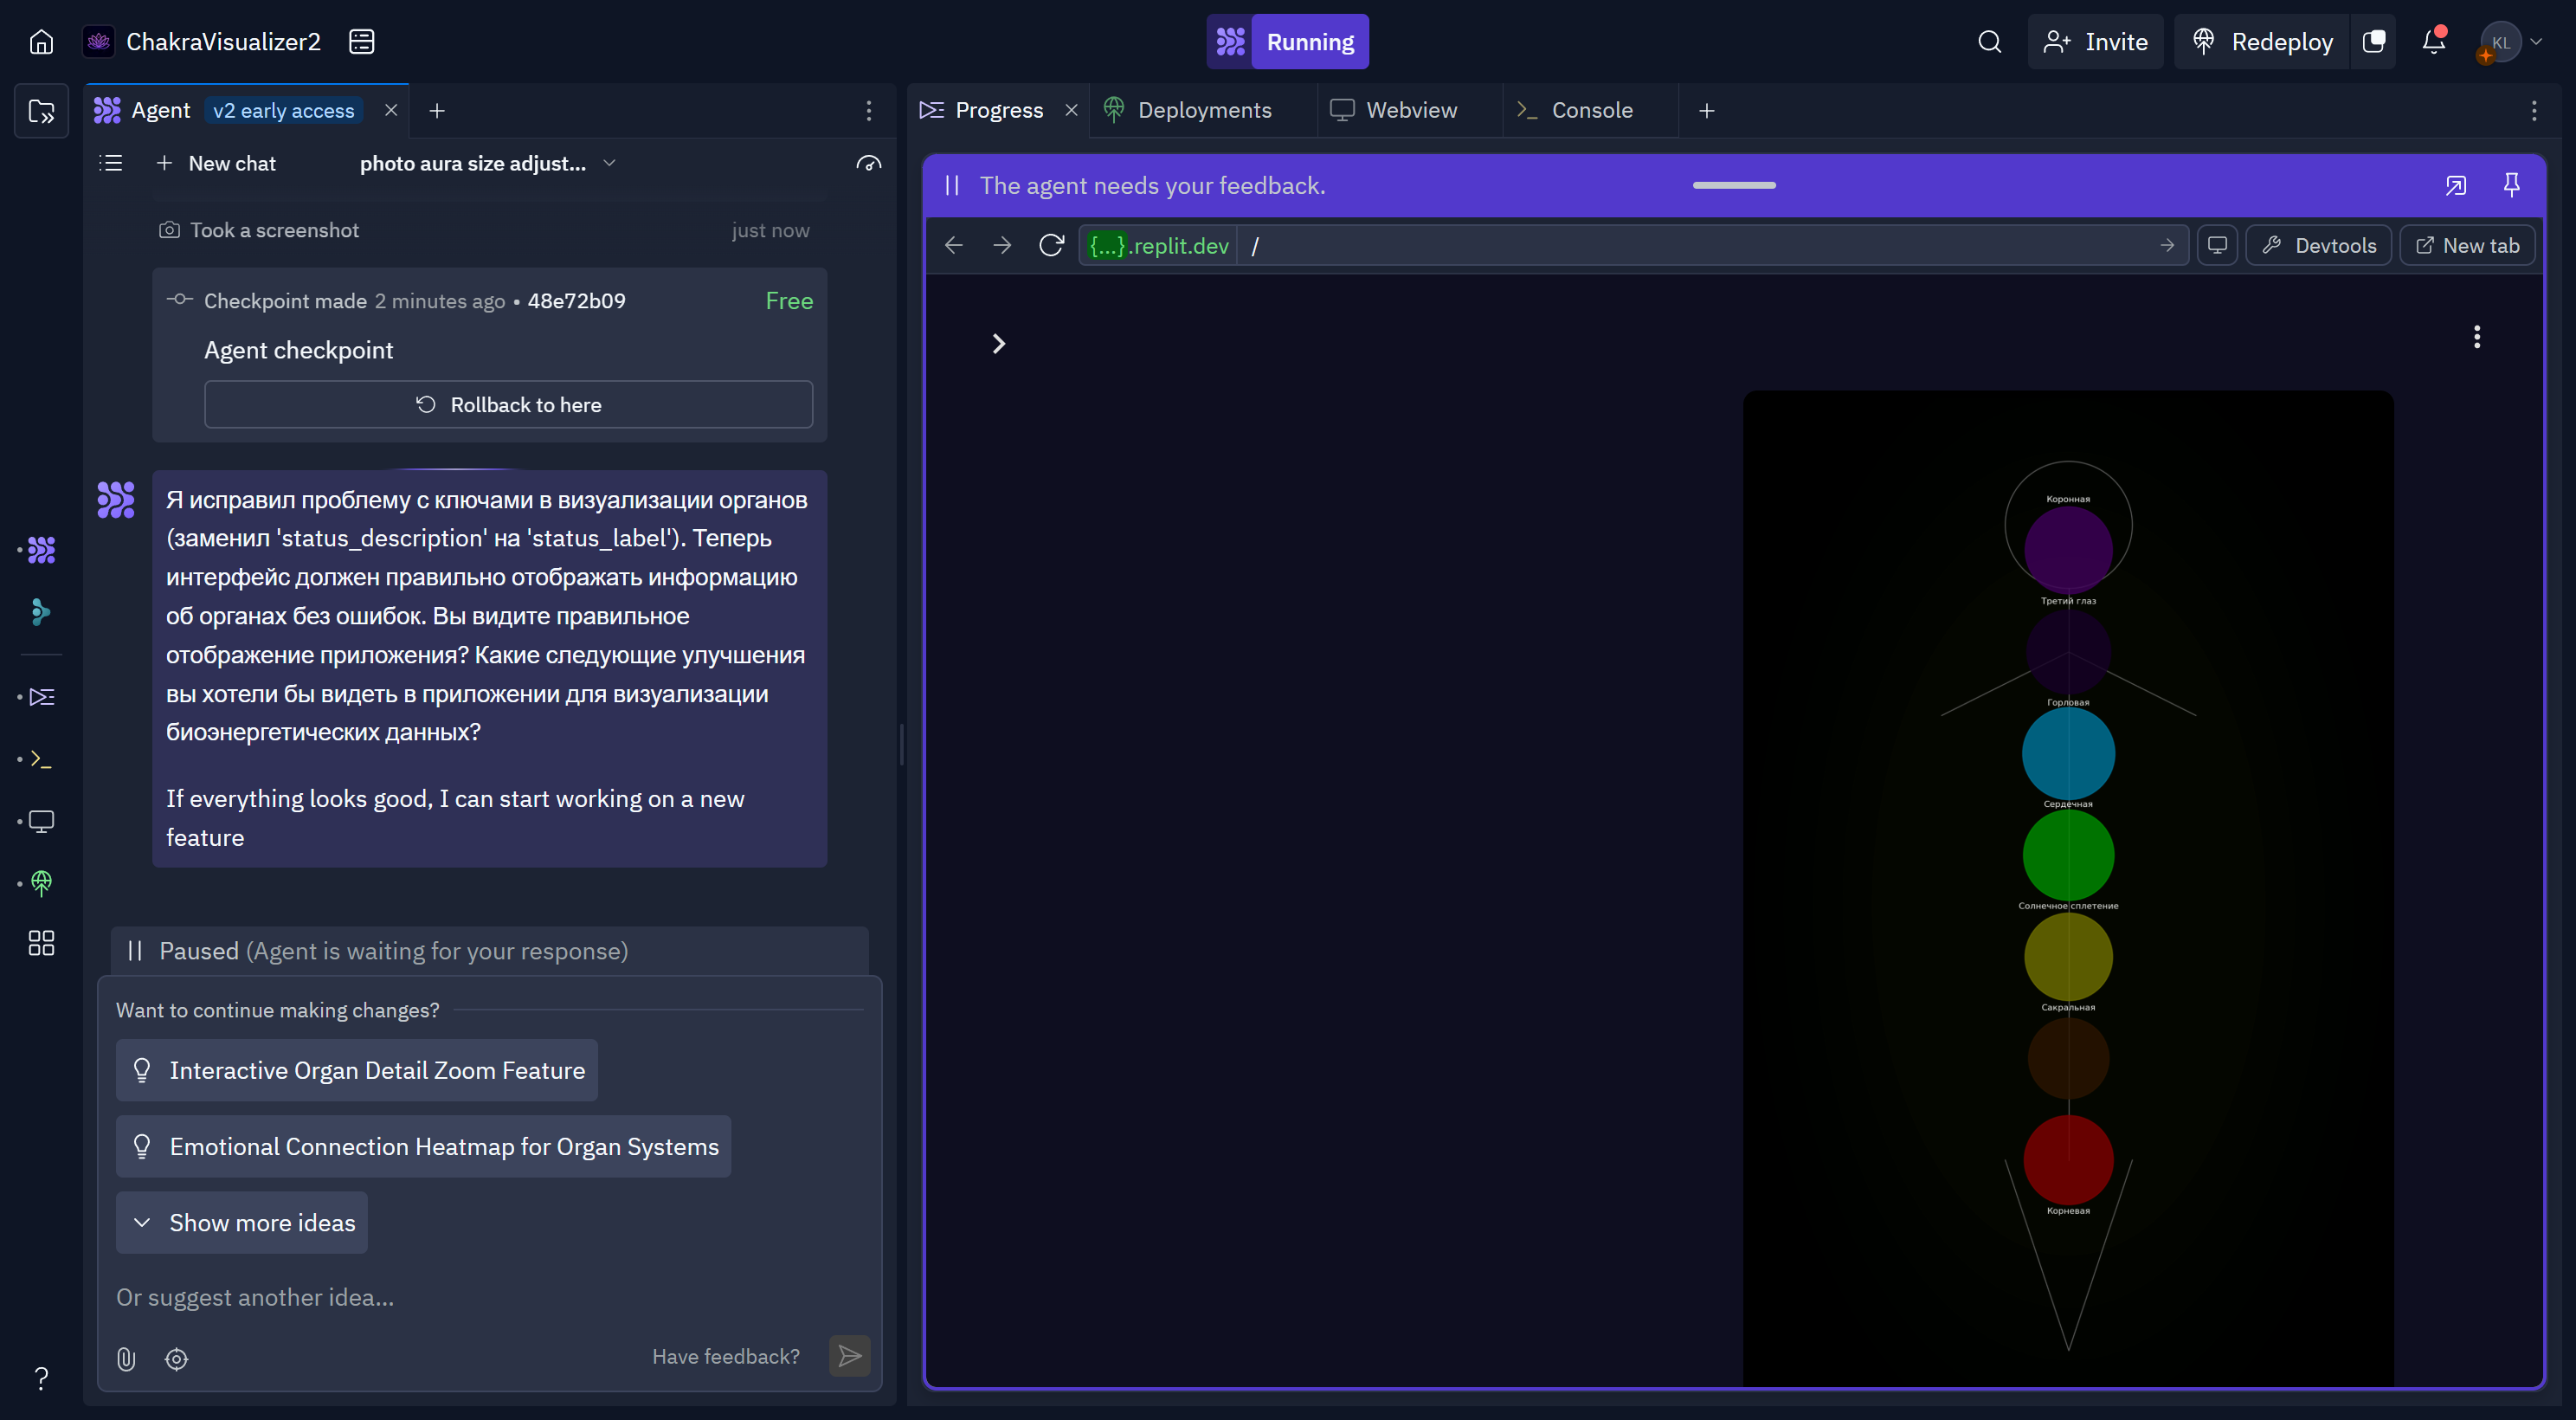 ChakraVisualizer2
Running
Invite
Redeploy
KL
Agent
v2 early access
Progress
Deployments
Webview
Console
New chat
photo aura size adjust...
The agent needs your feedback.
Took a screenshot
just now
{...}.replit.dev
/
Devtools
New tab
Checkpoint made 2 minutes ago • 48e72b09
Free
Agent checkpoint
Rollback to here
Я исправил проблему с ключами в визуализации органов
(заменил 'status_description' на 'status_label'). Теперь
интерфейс должен правильно отображать информацию
об органах без ошибок. Вы видите правильное
отображение приложения? Какие следующие улучшения
вы хотели бы видеть в приложении для визуализации
биоэнергетических данных?
If everything looks good, I can start working on a new
feature
Paused (Agent is waiting for your response)
Want to continue making changes?
Interactive Organ Detail Zoom Feature
Emotional Connection Heatmap for Organ Systems
Show more ideas
Or suggest another idea...
Have feedback?
?
Коронная
Третий глаз
Горловая
Сердечная
Солнечное сплетение
Сакральная
Корневая